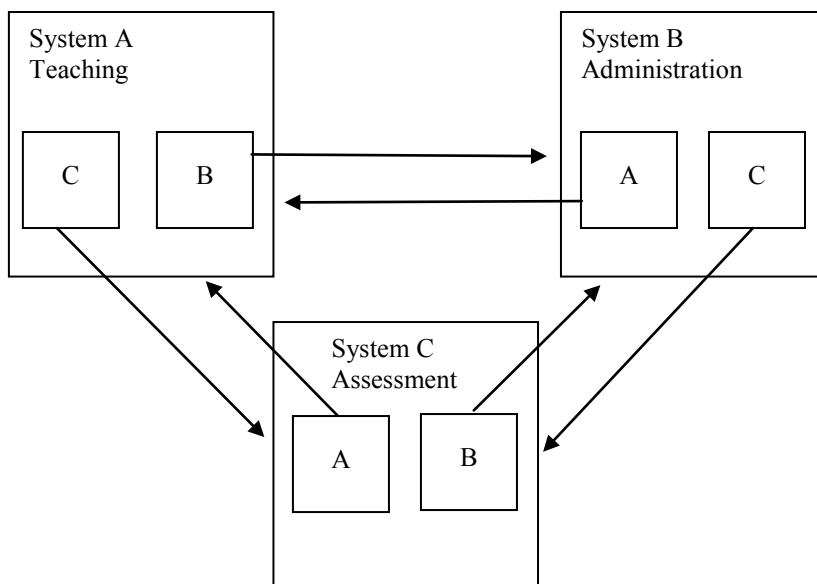 System A
Teaching
C
B
System B
Administration
A
C
System C
Assessment
A
B